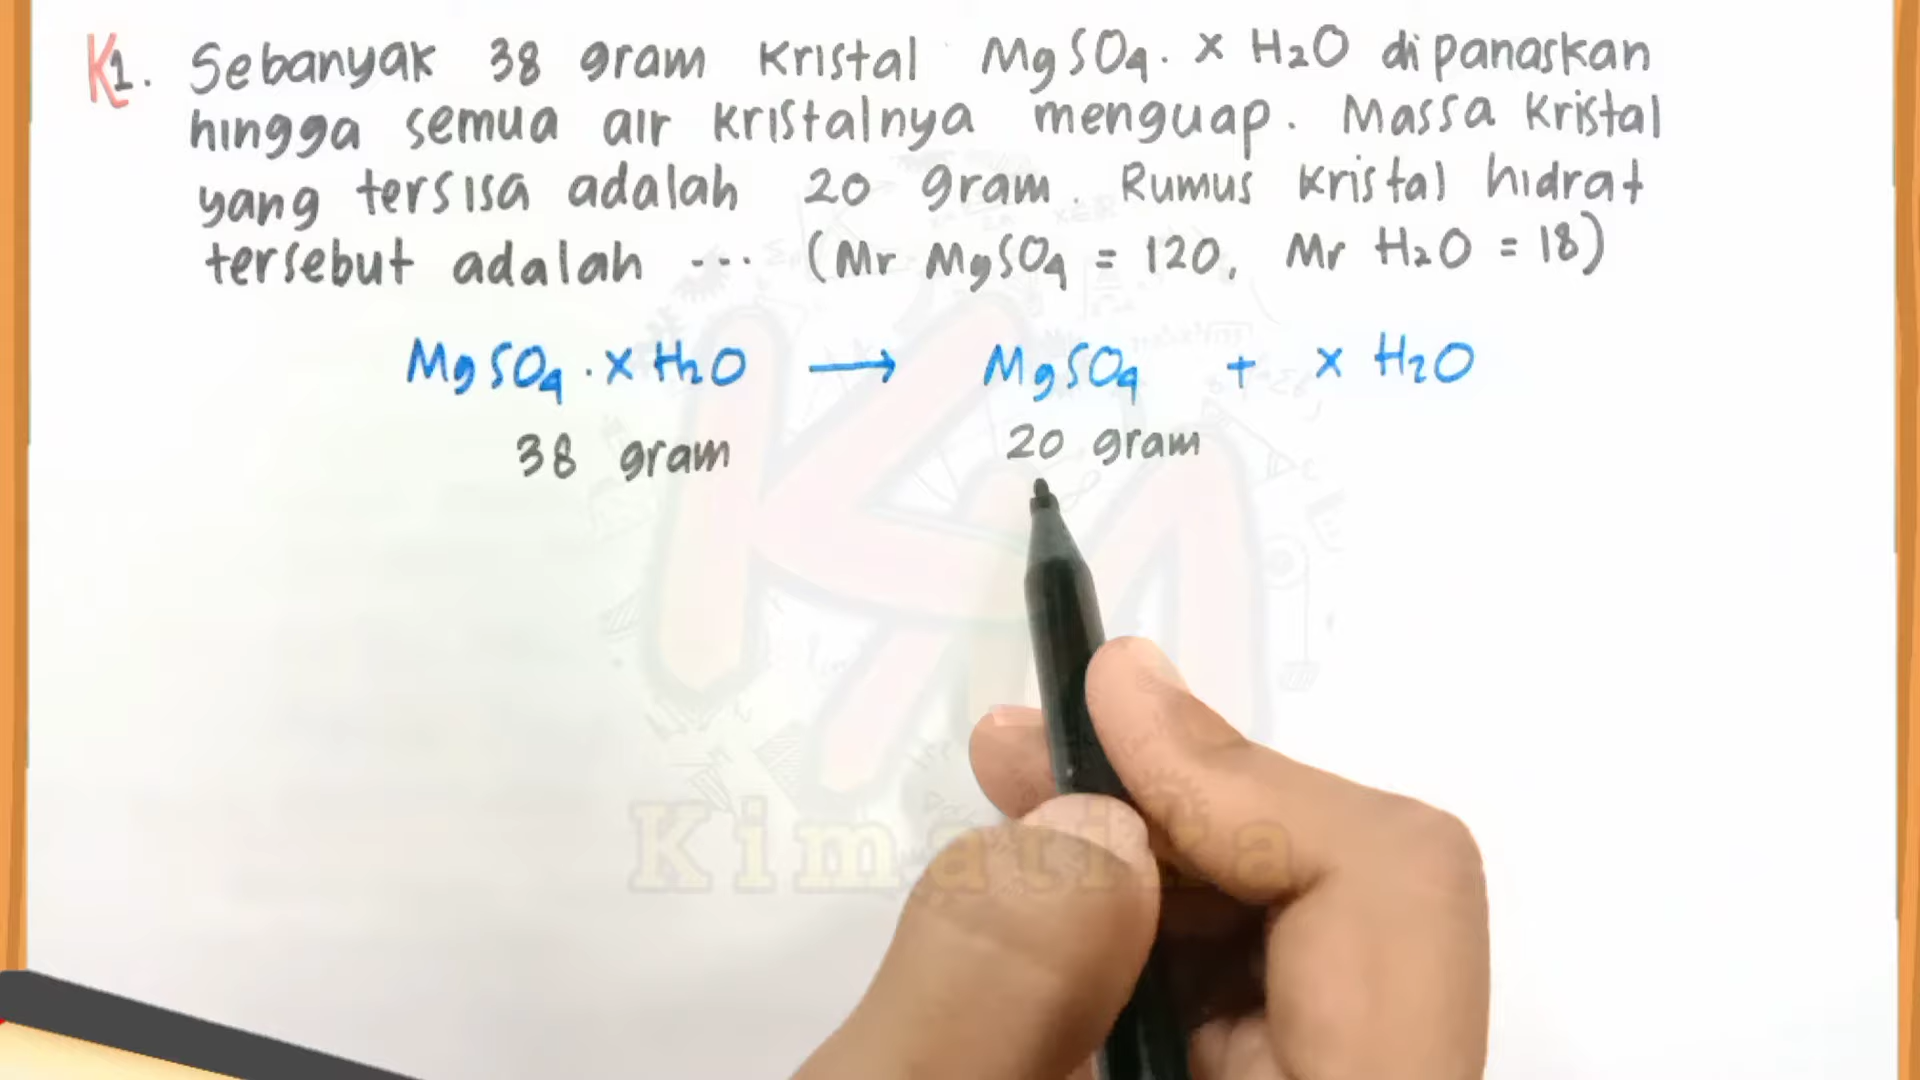 K1. Sebanyak 38 gram Kristal MgSO4 . x H2O dipanaskan
hingga semua air kristalnya menguap. Massa Kristal
yang tersisa adalah 20 gram. Rumus Kristal hidrat
tersebut adalah ... (Mr MgSO4 = 120, Mr H2O = 18)
MgSO4 . x H2O → MgSO4 + x H2O
38 gram 20 gram
KM
Kimatika